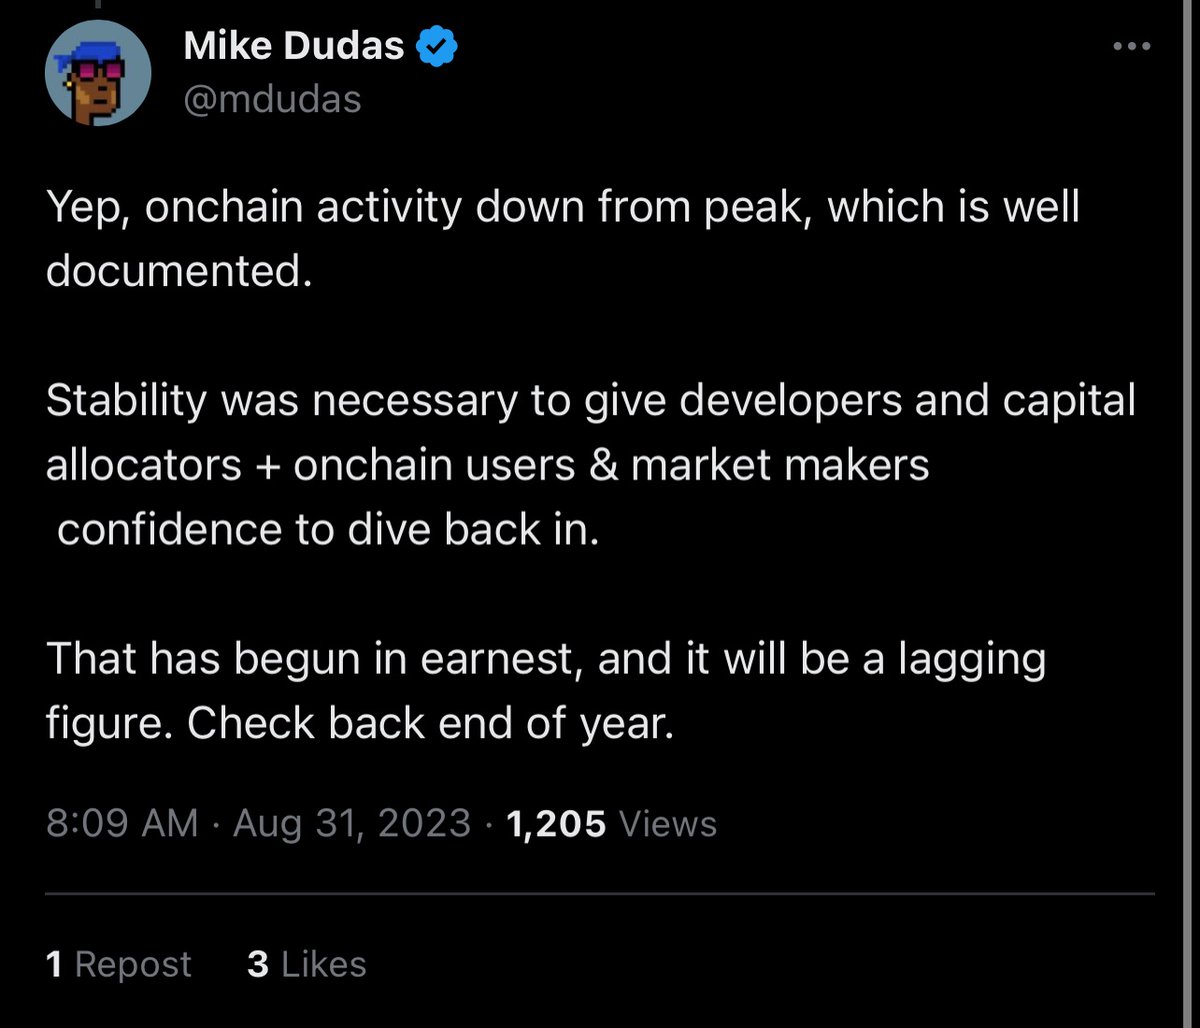 Mike Dudas
@mdudas
Yep, onchain activity down from peak, which is well
documented.
Stability was necessary to give developers and capital
allocators + onchain users & market makers
confidence to dive back in.
That has begun in earnest, and it will be a lagging
figure. Check back end of year.
8:09 AM · Aug 31, 2023 · 1,205 Views
1 Repost 3 Likes